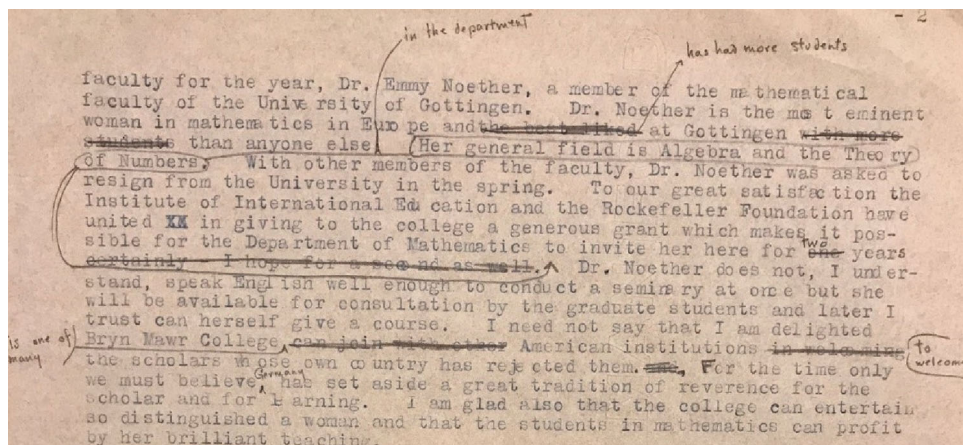 - 2
in the department
has had more students
faculty for the year, Dr. Emmy Noether, a member of the mathematical
faculty of the University of Gottingen. Dr. Noether is the most eminent
woman in mathematics in Europe and the best liked at Gottingen with more
students than anyone else. Her general field is Algebra and the Theory
of Numbers. With other members of the faculty, Dr. Noether was asked to
resign from the University in the spring. To our great satisfaction the
Institute of International Education and the Rockefeller Foundation have
united XX in giving to the college a generous grant which makes it pos-
sible for the Department of Mathematics to invite her here for one two years
certainly - I hope for a second as well. Dr. Noether does not, I under-
stand, speak English well enough to conduct a seminary at once but she
will be available for consultation by the graduate students and later I
trust can herself give a course. I need not say that I am delighted
is one of many
Bryn Mawr College, can join with other American institutions in welcoming to welcome
the scholars whose own country has rejected them. For the time only
we must believe, Germany has set aside a great tradition of reverence for the
scholar and for learning. I am glad also that the college can entertain
so distinguished a woman and that the students in mathematics can profit
by her brilliant teaching.